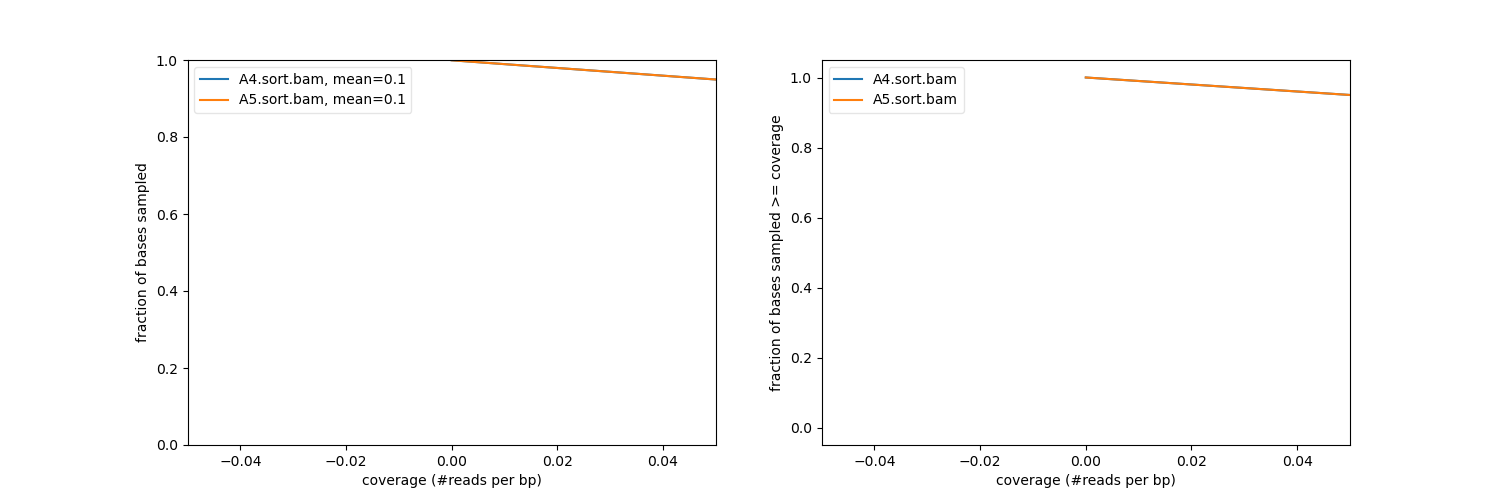 1.0
0.8
0.6
0.4
0.2
0.0
fraction of bases sampled
A4.sort.bam, mean=0.1
A5.sort.bam, mean=0.1
−0.04 −0.02 0.00 0.02 0.04
coverage (#reads per bp)
1.0
0.8
0.6
0.4
0.2
0.0
fraction of bases sampled >= coverage
A4.sort.bam
A5.sort.bam
−0.04 −0.02 0.00 0.02 0.04
coverage (#reads per bp)